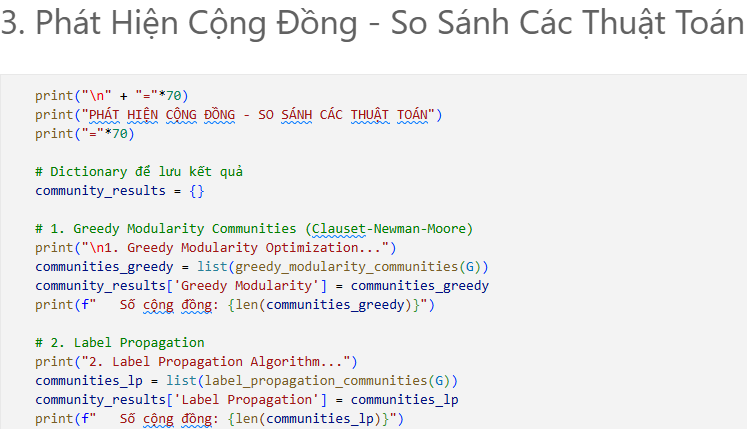 3. Phát Hiện Cộng Đồng - So Sánh Các Thuật Toán
print("\n" + "="*70)
print("PHÁT HIỆN CỘNG ĐỒNG - SO SÁNH CÁC THUẬT TOÁN")
print("="*70)
# Dictionary để lưu kết quả
community_results = {}
# 1. Greedy Modularity Communities (Clauset-Newman-Moore)
print("\n1. Greedy Modularity Optimization...")
communities_greedy = list(greedy_modularity_communities(G))
community_results['Greedy Modularity'] = communities_greedy
print(f"   Số cộng đồng: {len(communities_greedy)}")
# 2. Label Propagation
print("2. Label Propagation Algorithm...")
communities_lp = list(label_propagation_communities(G))
community_results['Label Propagation'] = communities_lp
print(f"   Số cộng đồng: {len(communities_lp)}")